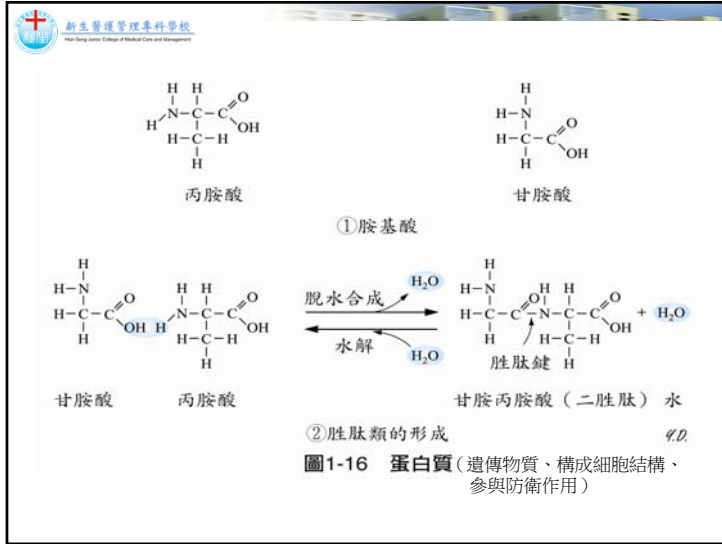 新生醫護管理專科學校
Hsin Sheng Junior College of Medical Care and Management
H H
H N C C O
H OH
H C H
H
丙胺酸
H
H N
H C C O
H OH
甘胺酸
①胺基酸
H
H N
H C C O
H OH
甘胺酸
H H
H N C C O
OH
H C H
H
丙胺酸
脫水合成
H₂O
水解
H₂O
H
H N H H
H C C N C C O
H O OH
H C H
H
胜肽鍵
+ H₂O
甘胺丙胺酸(二胜肽) 水
②胜肽類的形成
Y.D.
圖1-16 蛋白質(遺傳物質、構成細胞結構、
參與防衛作用)